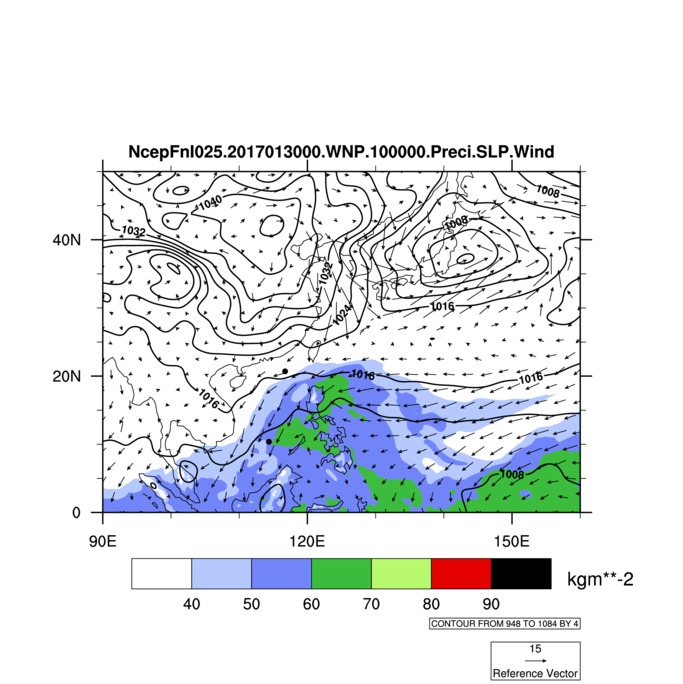 NcepFnl025.2017013000.WNP.100000.Preci.SLP.Wind
1008
1040
1032
1008
40N
1032
1016
1024
20N
1016
1016
1016
1008
0
0
90E 120E 150E
kgm**-2
40 50 60 70 80 90
CONTOUR FROM 948 TO 1084 BY 4
15
Reference Vector